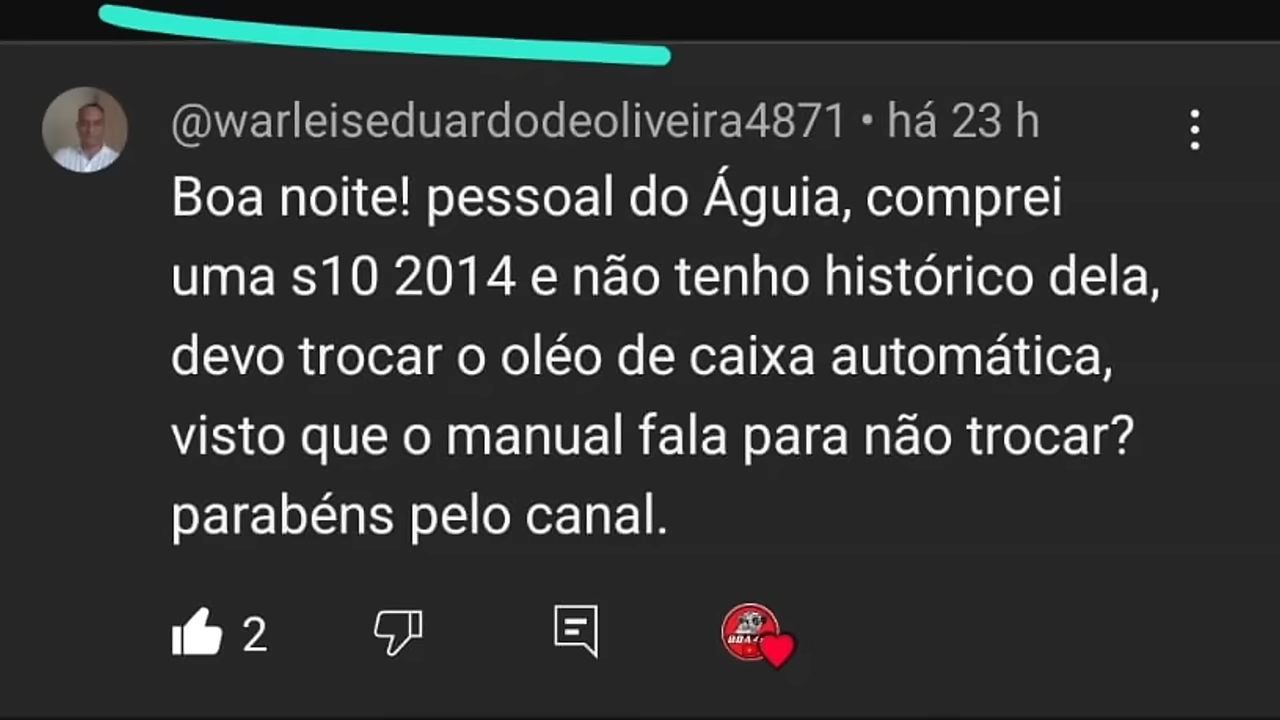 @warleiseduardodeoliveira4871 • há 23 h
Boa noite! pessoal do Águia, comprei
uma s10 2014 e não tenho histórico dela,
devo trocar o oléo de caixa automática,
visto que o manual fala para não trocar?
parabéns pelo canal.
2